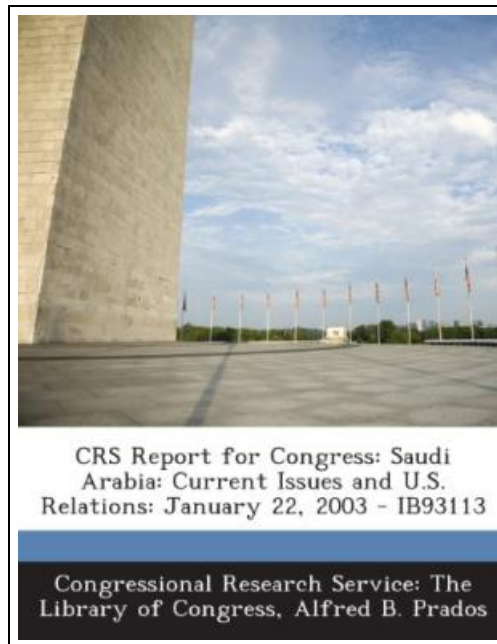 CRS Report for Congress: Saudi
Arabia: Current Issues and U.S.
Relations: January 22, 2003 - IB93113
Congressional Research Service: The
Library of Congress, Alfred B. Prados